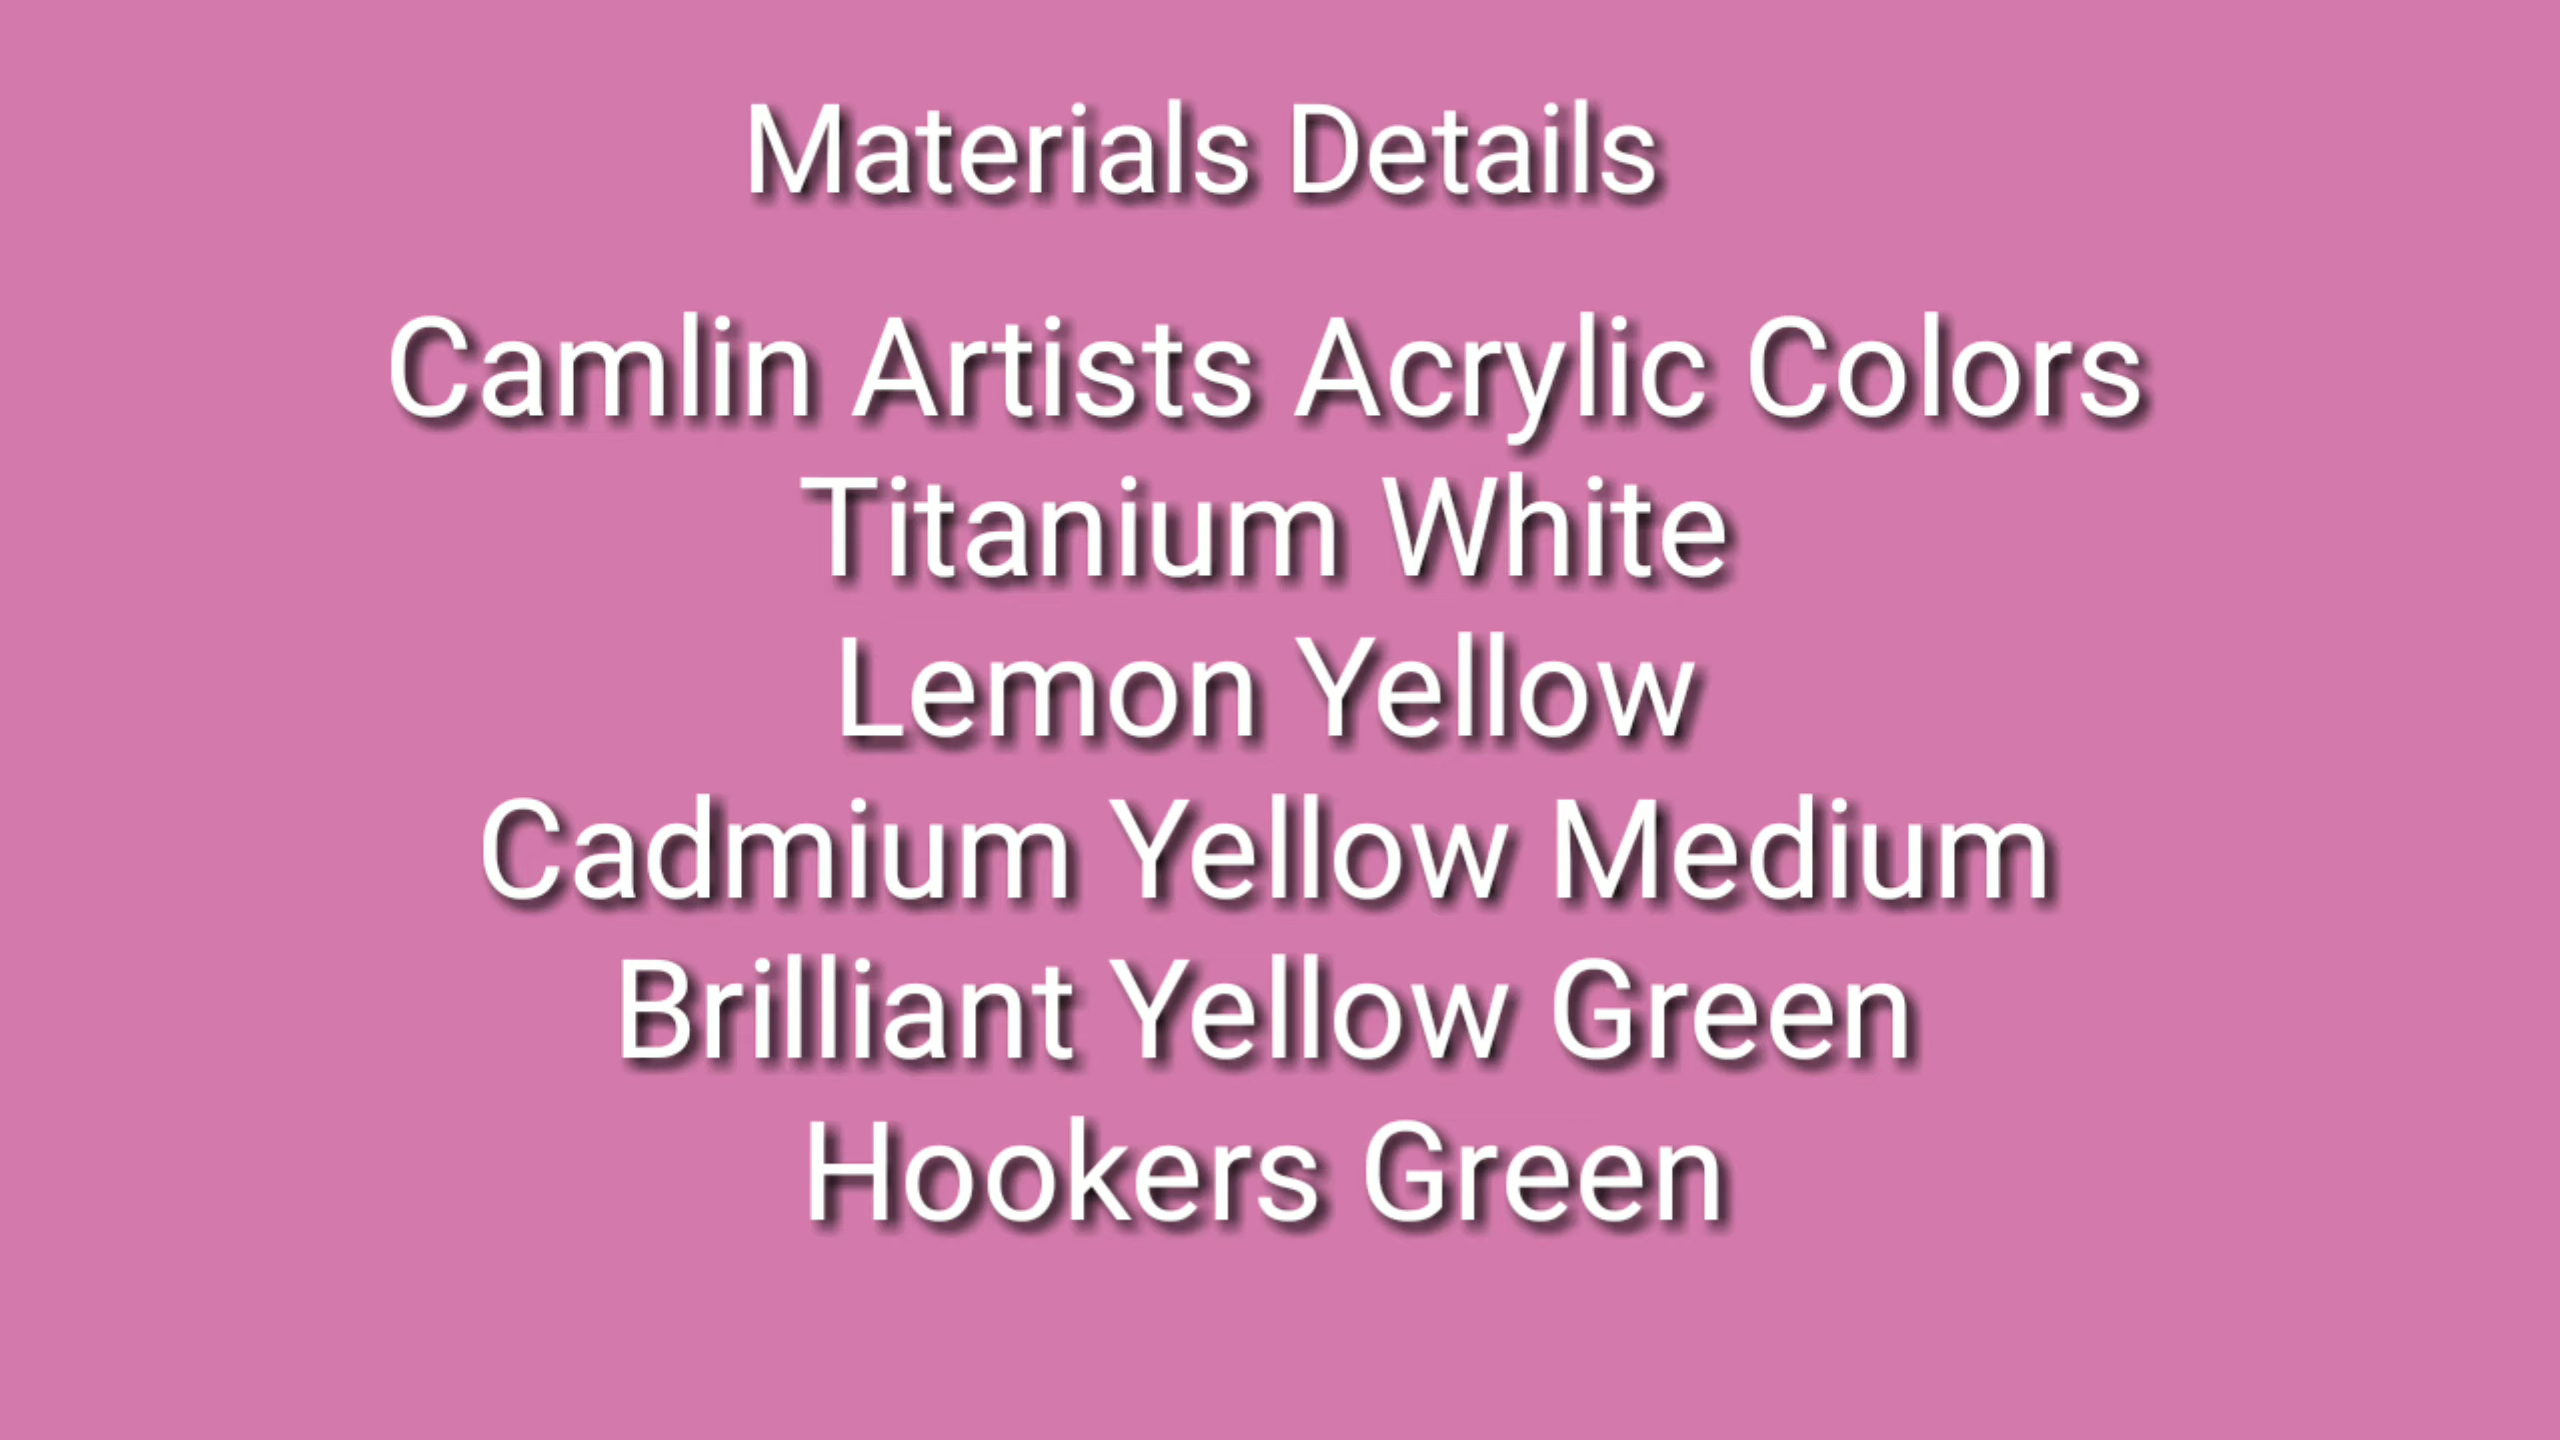 Materials Details
Camlin Artists Acrylic Colors
Titanium White
Lemon Yellow
Cadmium Yellow Medium
Brilliant Yellow Green
Hookers Green